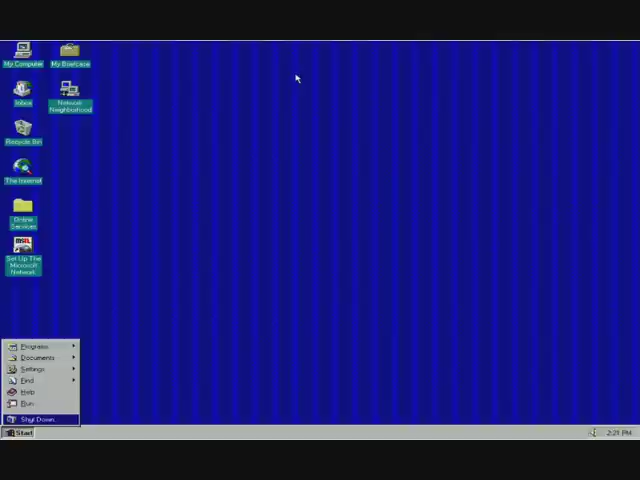 My Computer
My Briefcase
Inbox
Network
Neighborhood
Recycle Bin
The Internet
Online
Services
msn
Set Up The
Microsoft
Network
Programs
Documents
Settings
Find
Help
Run...
Shut Down...
Start
2:21 PM